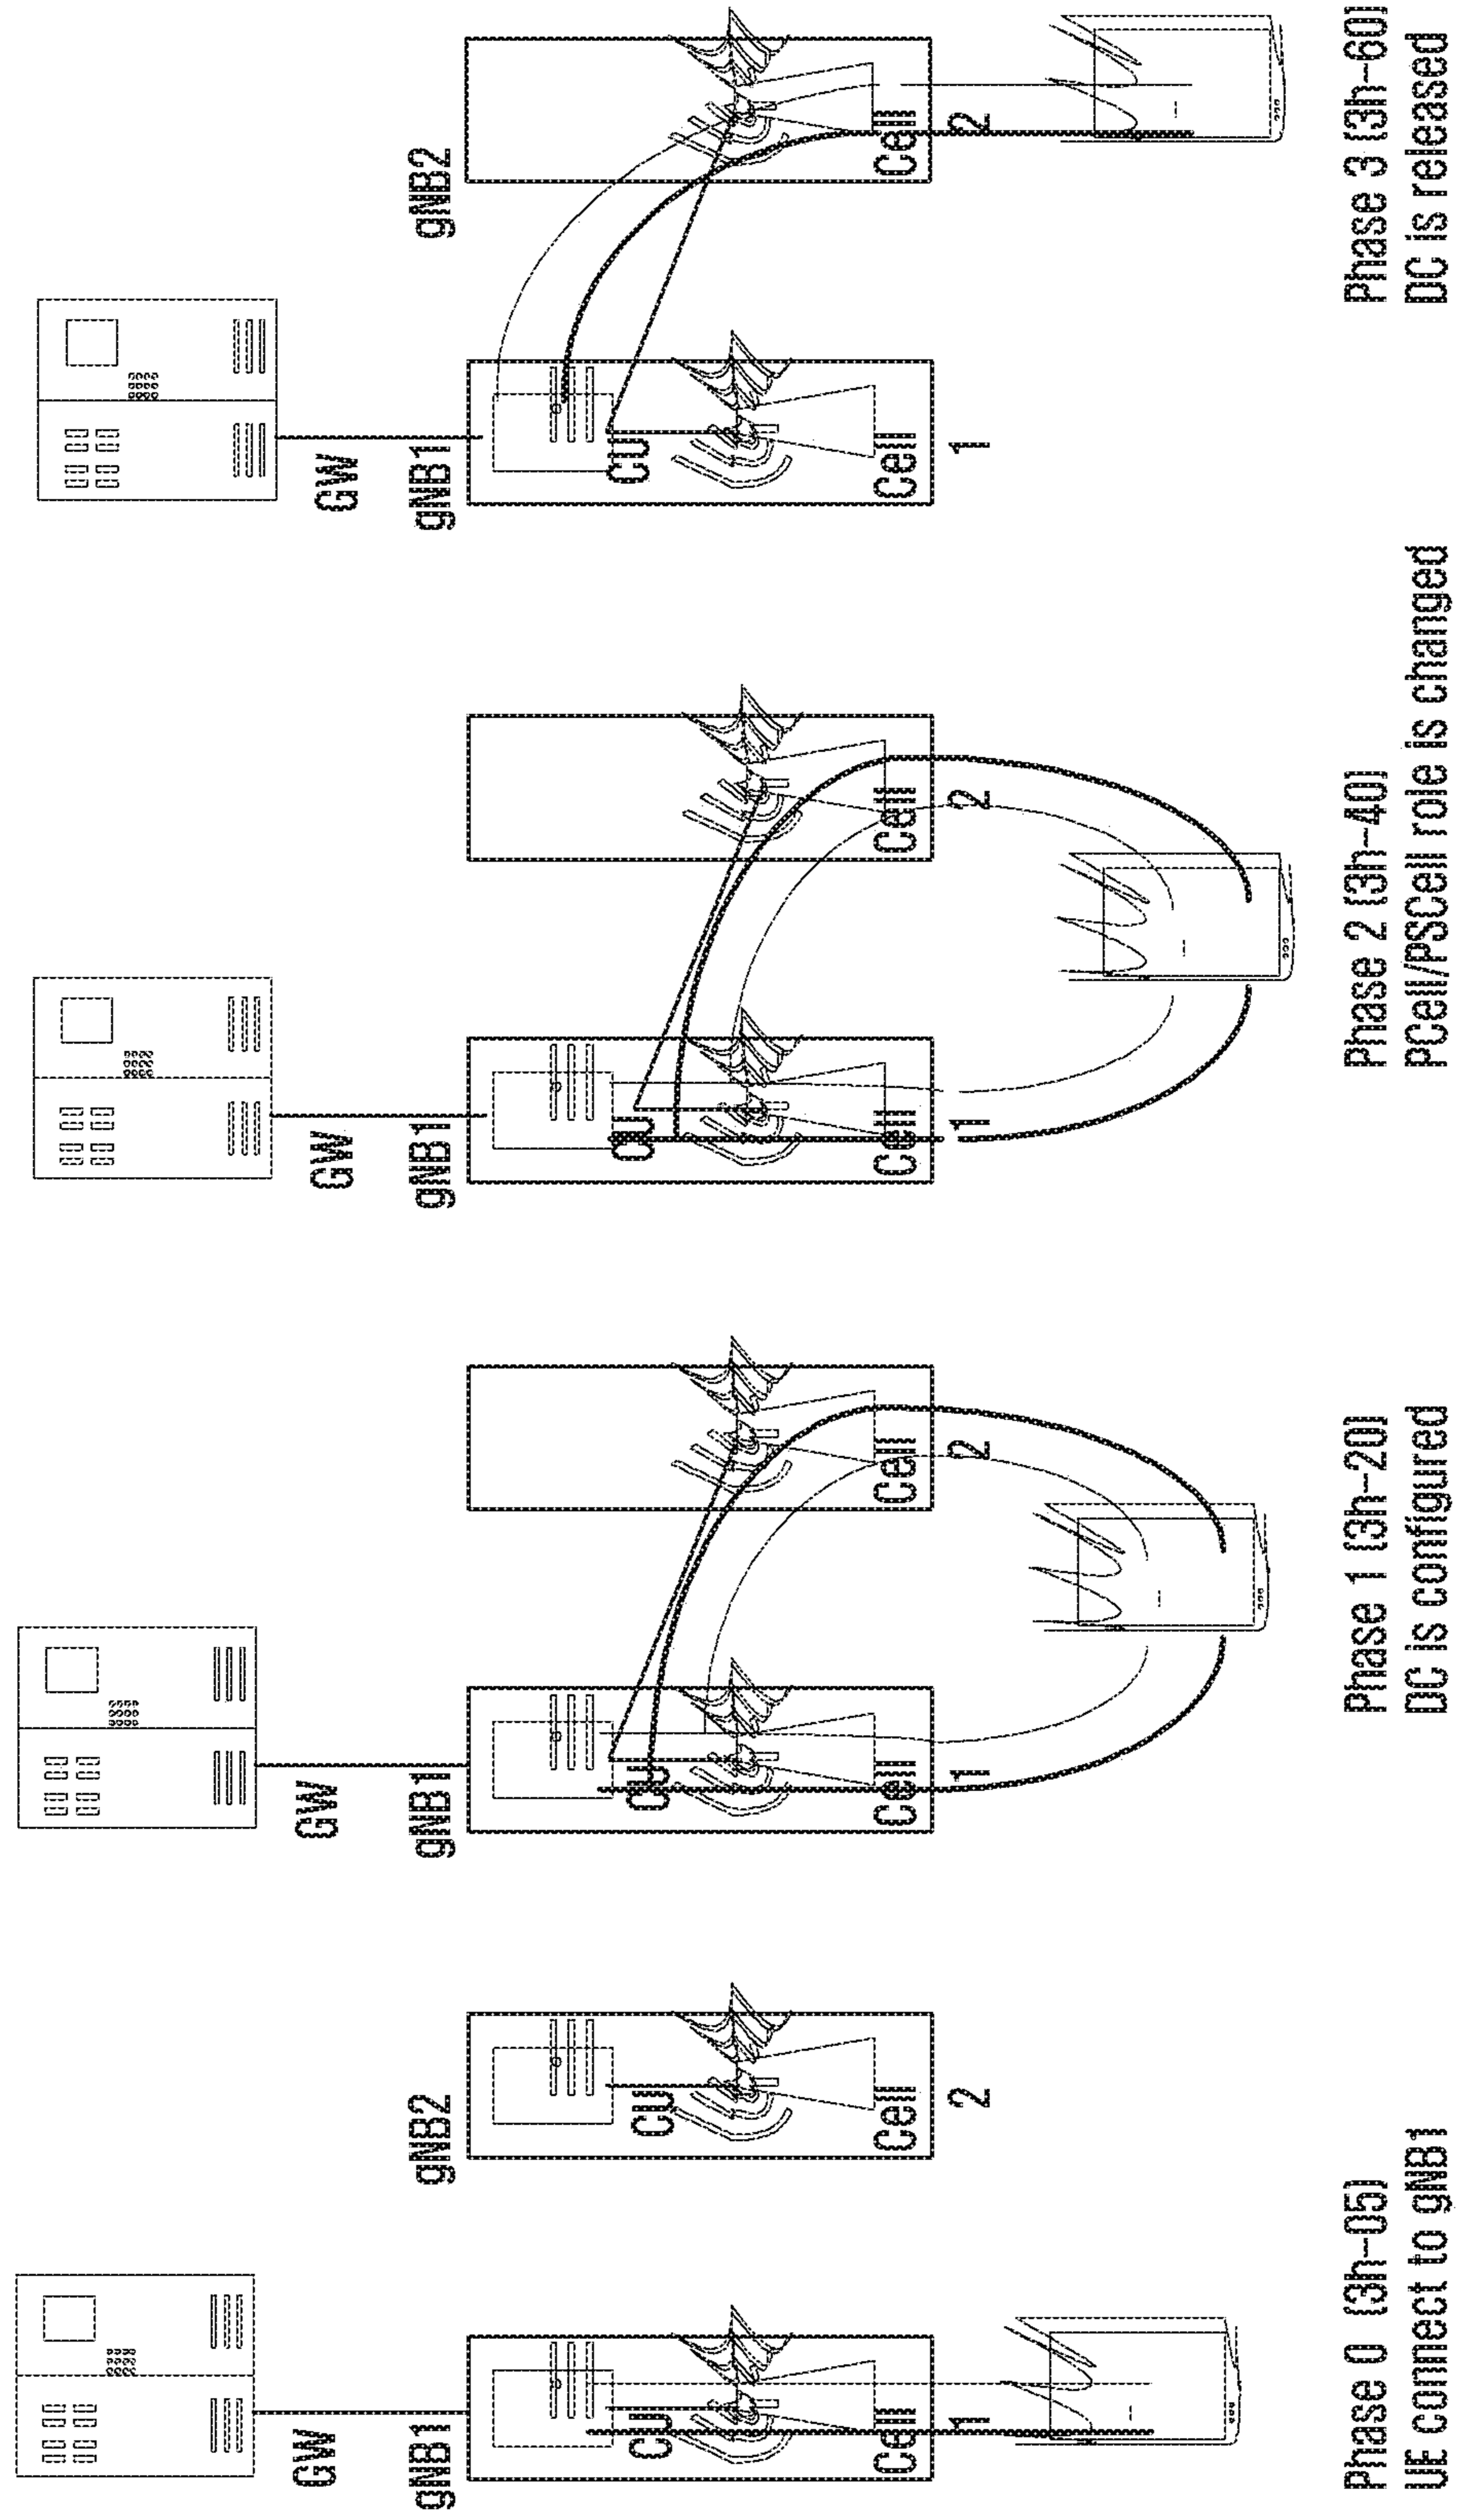 GW
gNB1
CU
Cell
1
gNB2
CU
Cell
2
Phase 0 (3h-05)
UE connect to gNB1
GW
gNB1
CU
Cell
1
Cell
2
Phase 1 (3h-20)
DC is configured
GW
gNB1
CU
Cell
1
Cell
2
Phase 2 (3h-40)
PCell/PSCell role is changed
GW
gNB1
CU
Cell
1
gNB2
Cell
2
Phase 3 (3h-60)
DC is released